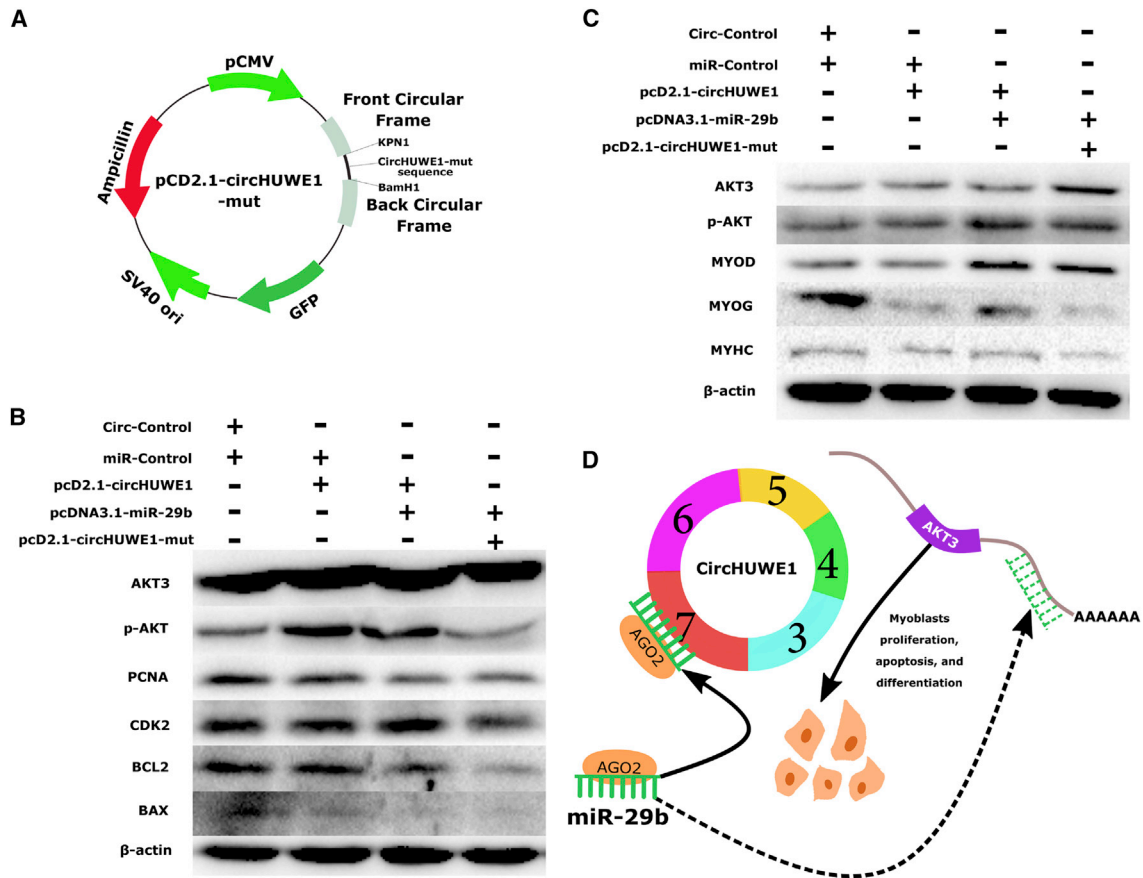 A
pCMV
Ampicillin
pCD2.1-circHUWE1
-mut
Front Circular
Frame
KPN1
CircHUWE1-mut
sequence
BamH1
Back Circular
Frame
SV40 ori
GFP
B
Circ-Control + - - -
miR-Control + + - -
pcD2.1-circHUWE1 - + + -
pcDNA3.1-miR-29b - - + +
pcD2.1-circHUWE1-mut - - - +
AKT3
p-AKT
PCNA
CDK2
BCL2
BAX
β-actin
C
Circ-Control + - - -
miR-Control + + - -
pcD2.1-circHUWE1 - + + -
pcDNA3.1-miR-29b - - + +
pcD2.1-circHUWE1-mut - - - +
AKT3
p-AKT
MYOD
MYOG
MYHC
β-actin
D
5
6
4
CircHUWE1
7
3
AGO2
AKT3
AAAAAA
Myoblasts
proliferation,
apoptosis, and
differentiation
AGO2
miR-29b